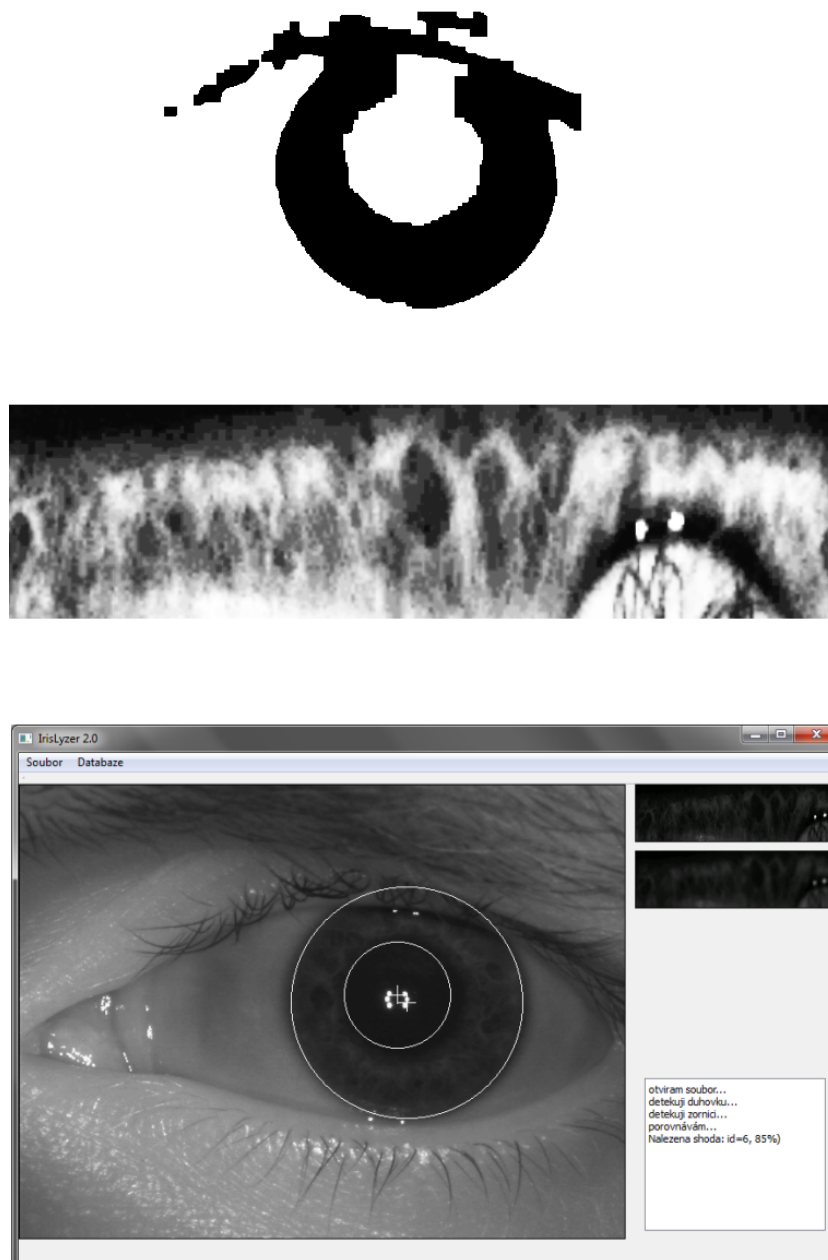 IrisLyzer 2.0
Soubor Databaze
otviram soubor...
detekuji duhovku...
detekuji zornici...
porovnávám...
Nalezena shoda: id=6, 85%)